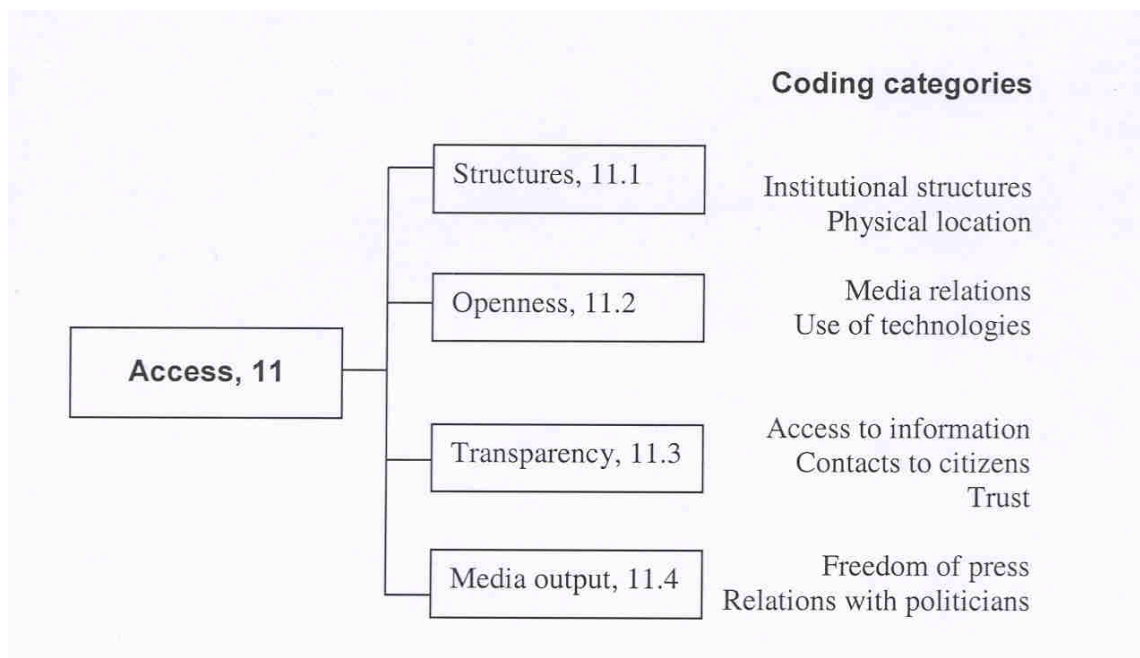 Coding categories
Structures, 11.1
Institutional structures
Physical location
Openness, 11.2
Media relations
Use of technologies
Access, 11
Transparency, 11.3
Access to information
Contacts to citizens
Trust
Media output, 11.4
Freedom of press
Relations with politicians